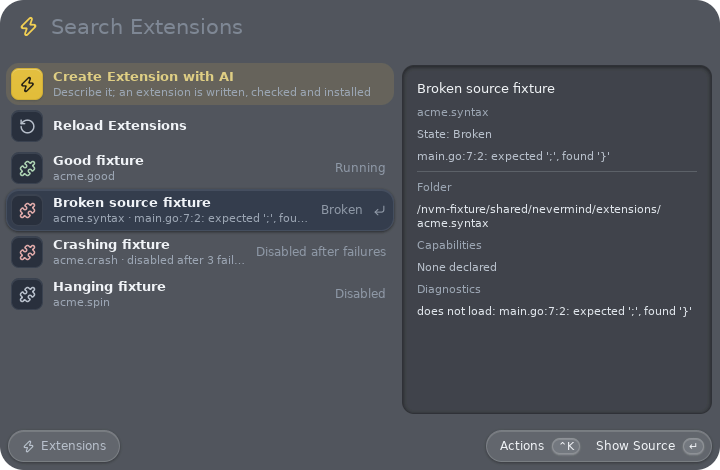 Search Extensions
Create Extension with AI
Describe it; an extension is written, checked and installed
Reload Extensions
Good fixture
acme.good
Running
Broken source fixture
acme.syntax · main.go:7:2: expected ';', fou...
Broken ↵
Crashing fixture
acme.crash · disabled after 3 fail...
Disabled after failures
Hanging fixture
acme.spin
Disabled
Broken source fixture
acme.syntax
State: Broken
main.go:7:2: expected ';', found '}'
Folder
/nvm-fixture/shared/nevermind/extensions/
acme.syntax
Capabilities
None declared
Diagnostics
does not load: main.go:7:2: expected ';', found '}'
Extensions
Actions ^K Show Source ↵